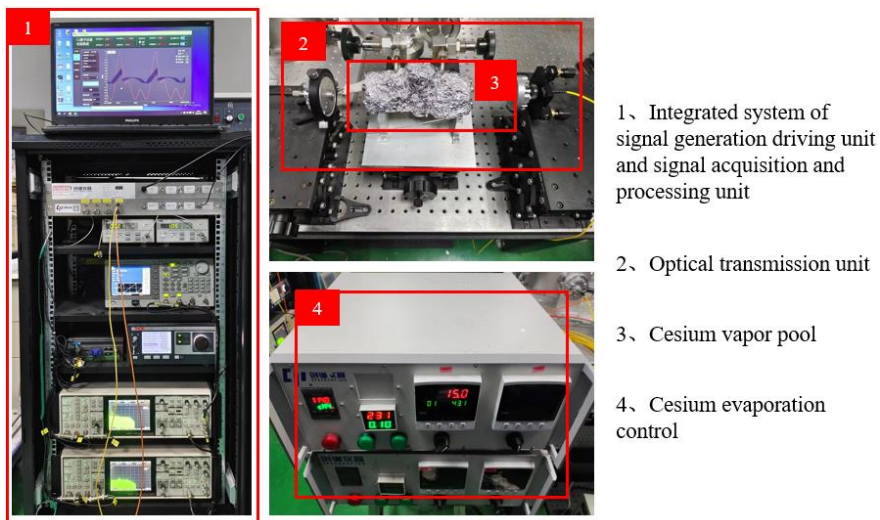 1
2
3
4
PHILIPS
15.0
231
0.10
1、Integrated system of
signal generation driving unit
and signal acquisition and
processing unit
2、Optical transmission unit
3、Cesium vapor pool
4、Cesium evaporation
control